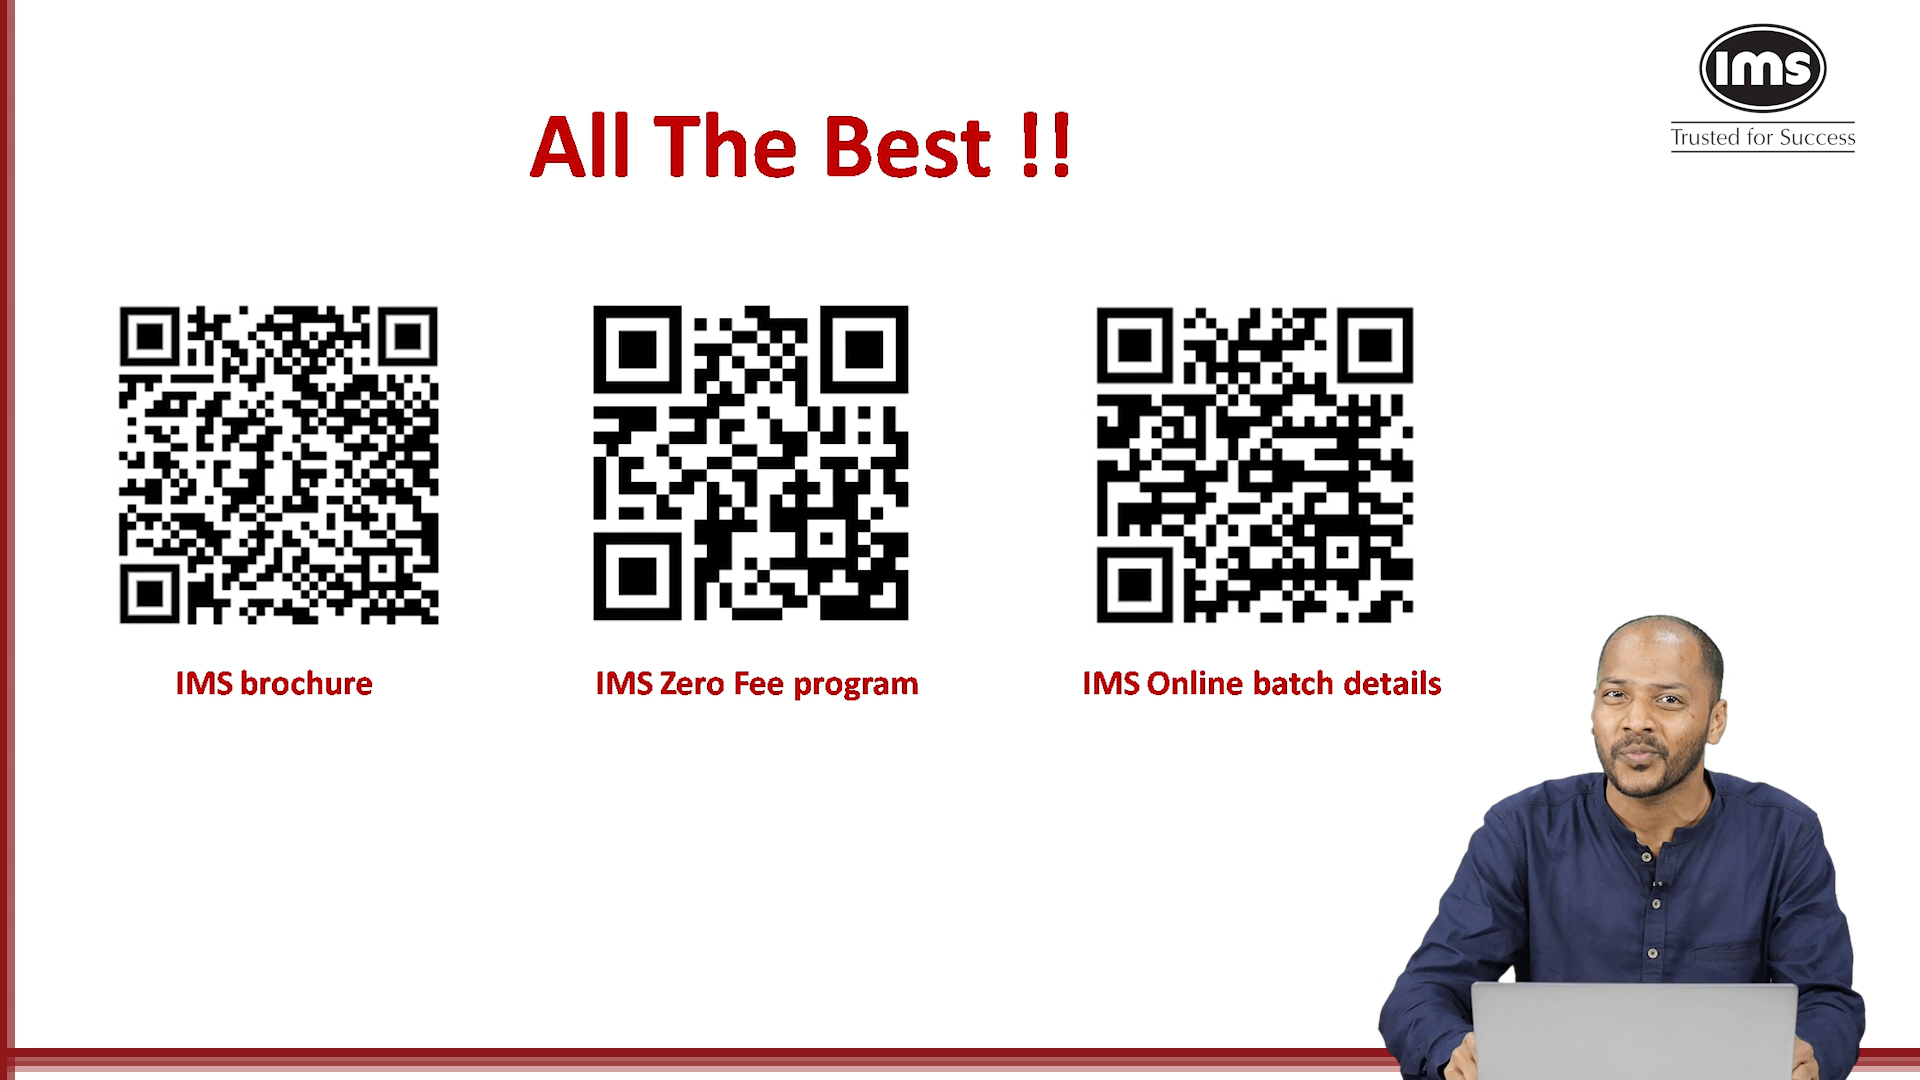 ims
Trusted for Success
All The Best !!
IMS brochure
IMS Zero Fee program
IMS Online batch details